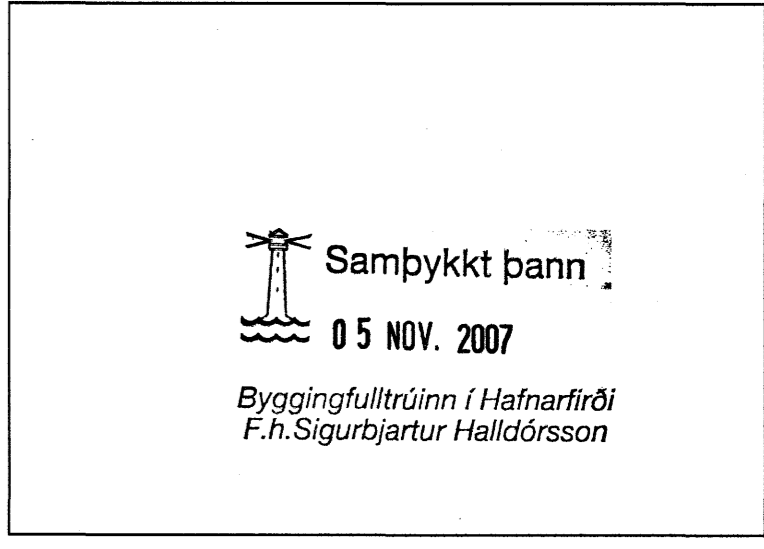 Samþykkt þann
05 NOV. 2007
Byggingfulltrúinn í Hafnarfirði
F.h.Sigurbjartur Halldórsson